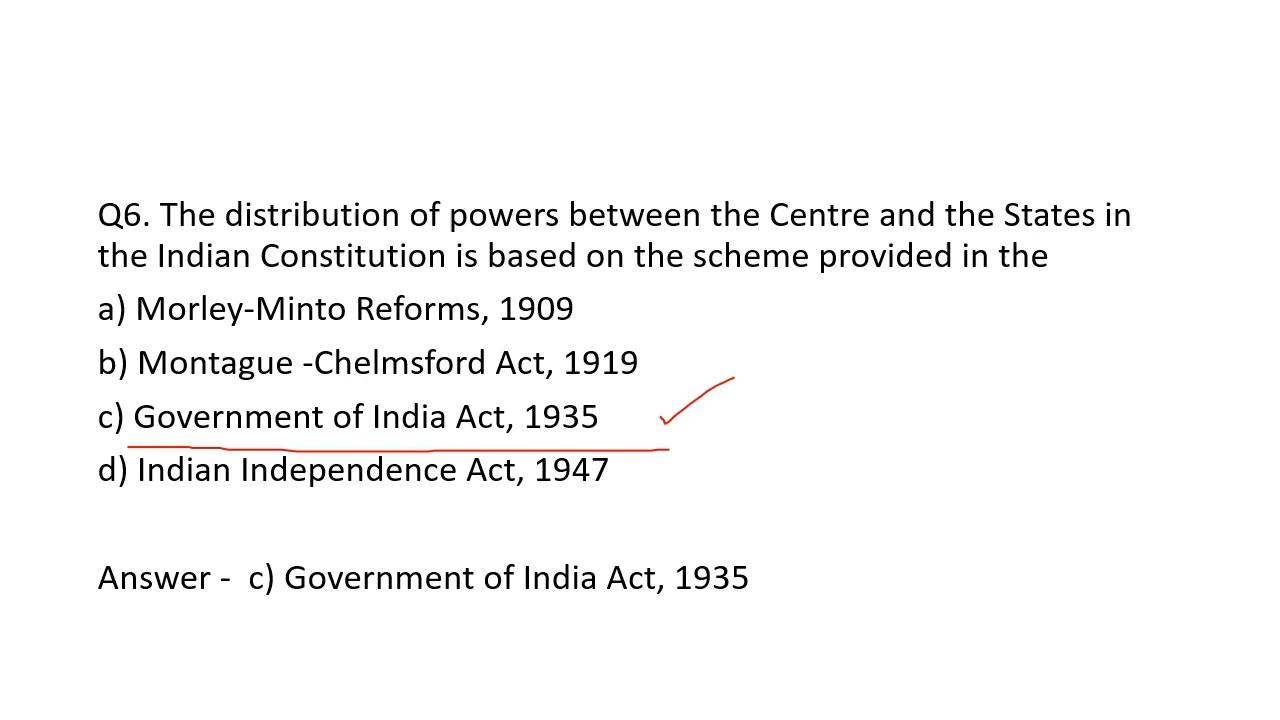 Q6. The distribution of powers between the Centre and the States in
the Indian Constitution is based on the scheme provided in the
a) Morley-Minto Reforms, 1909
b) Montague -Chelmsford Act, 1919
c) Government of India Act, 1935
d) Indian Independence Act, 1947
Answer -  c) Government of India Act, 1935